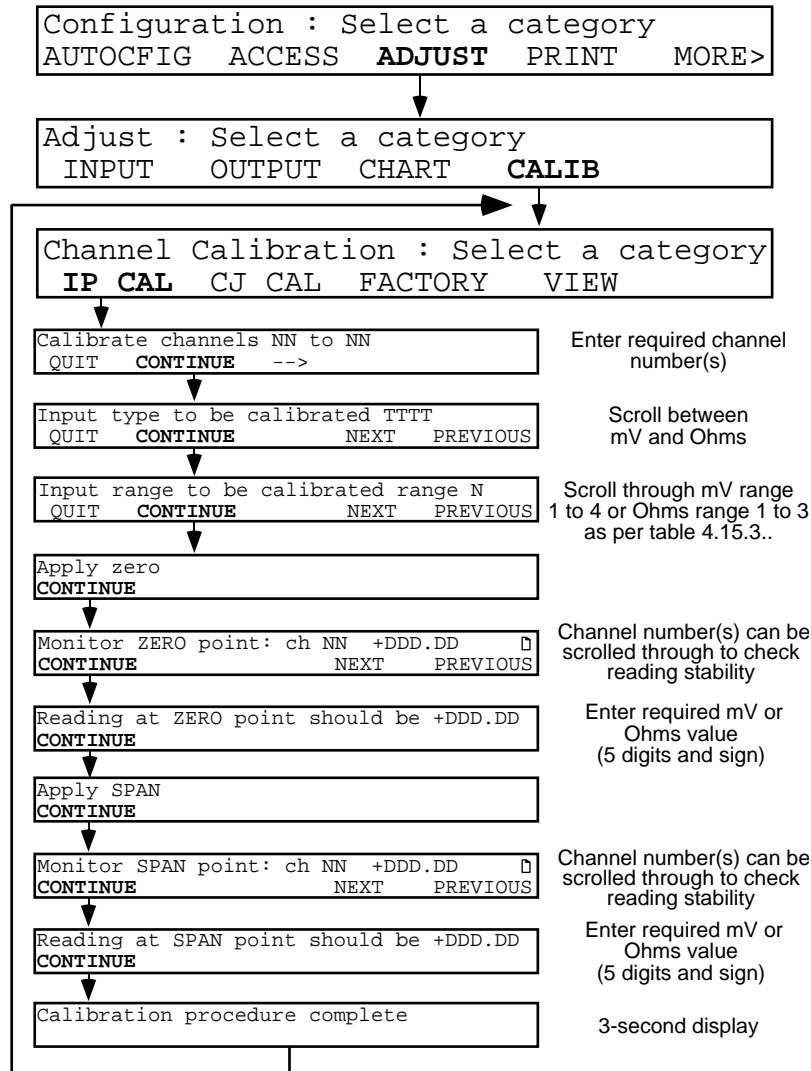 Configuration : Select a category
AUTOCFIG ACCESS ADJUST PRINT MORE>
Adjust : Select a category
INPUT OUTPUT CHART CALIB
Channel Calibration : Select a category
IP CAL CJ CAL FACTORY VIEW
Calibrate channels NN to NN
QUIT CONTINUE -->
Enter required channel
number(s)
Input type to be calibrated TTTT
QUIT CONTINUE NEXT PREVIOUS
Scroll between
mV and Ohms
Input range to be calibrated range N
QUIT CONTINUE NEXT PREVIOUS
Scroll through mV range
1 to 4 or Ohms range 1 to 3
as per table 4.15.3..
Apply zero
CONTINUE
Monitor ZERO point: ch NN +DDD.DD
CONTINUE NEXT PREVIOUS
Channel number(s) can be
scrolled through to check
reading stability
Reading at ZERO point should be +DDD.DD
CONTINUE
Enter required mV or
Ohms value
(5 digits and sign)
Apply SPAN
CONTINUE
Monitor SPAN point: ch NN +DDD.DD
CONTINUE NEXT PREVIOUS
Channel number(s) can be
scrolled through to check
reading stability
Reading at SPAN point should be +DDD.DD
CONTINUE
Enter required mV or
Ohms value
(5 digits and sign)
Calibration procedure complete
3-second display